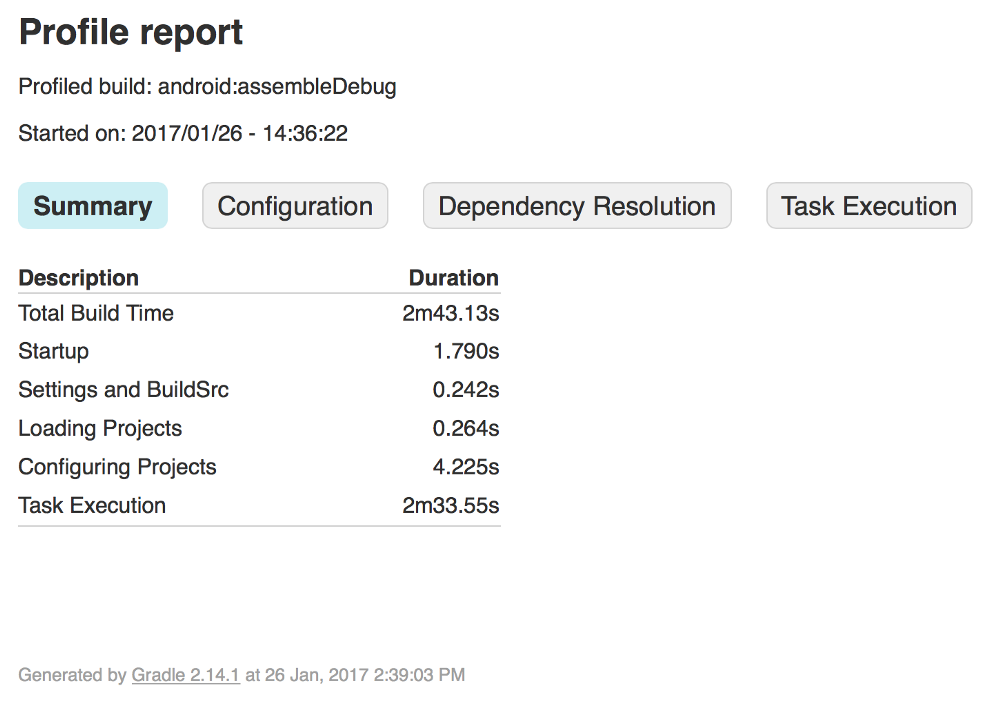 Profile report
Profiled build: android:assembleDebug
Started on: 2017/01/26 - 14:36:22
Summary Configuration Dependency Resolution Task Execution
Description Duration
Total Build Time 2m43.13s
Startup 1.790s
Settings and BuildSrc 0.242s
Loading Projects 0.264s
Configuring Projects 4.225s
Task Execution 2m33.55s
Generated by Gradle 2.14.1 at 26 Jan, 2017 2:39:03 PM